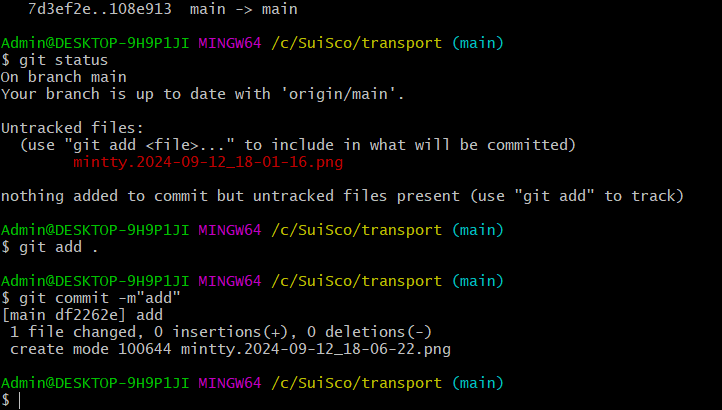 7d3ef2e..108e913  main -> main
Admin@DESKTOP-9H9P1JI MINGW64 /c/SuiSco/transport (main)
$ git status
On branch main
Your branch is up to date with 'origin/main'.
Untracked files:
  (use "git add <file>..." to include in what will be committed)
        mintty.2024-09-12_18-01-16.png
nothing added to commit but untracked files present (use "git add" to track)
Admin@DESKTOP-9H9P1JI MINGW64 /c/SuiSco/transport (main)
$ git add .
Admin@DESKTOP-9H9P1JI MINGW64 /c/SuiSco/transport (main)
$ git commit -m"add"
[main df2262e] add
 1 file changed, 0 insertions(+), 0 deletions(-)
 create mode 100644 mintty.2024-09-12_18-06-22.png
Admin@DESKTOP-9H9P1JI MINGW64 /c/SuiSco/transport (main)
$